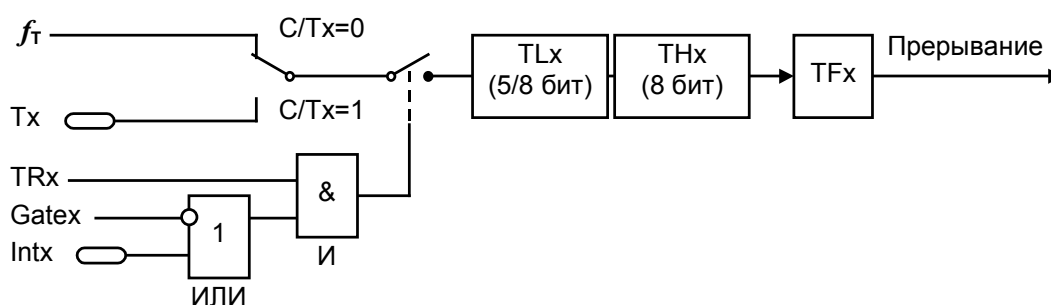 fТ
C/Tx=0
TLx
(5/8 бит)
THx
(8 бит)
TFx
Прерывание
Tx
C/Tx=1
TRx
&
Gatex
1
Intx
И
ИЛИ